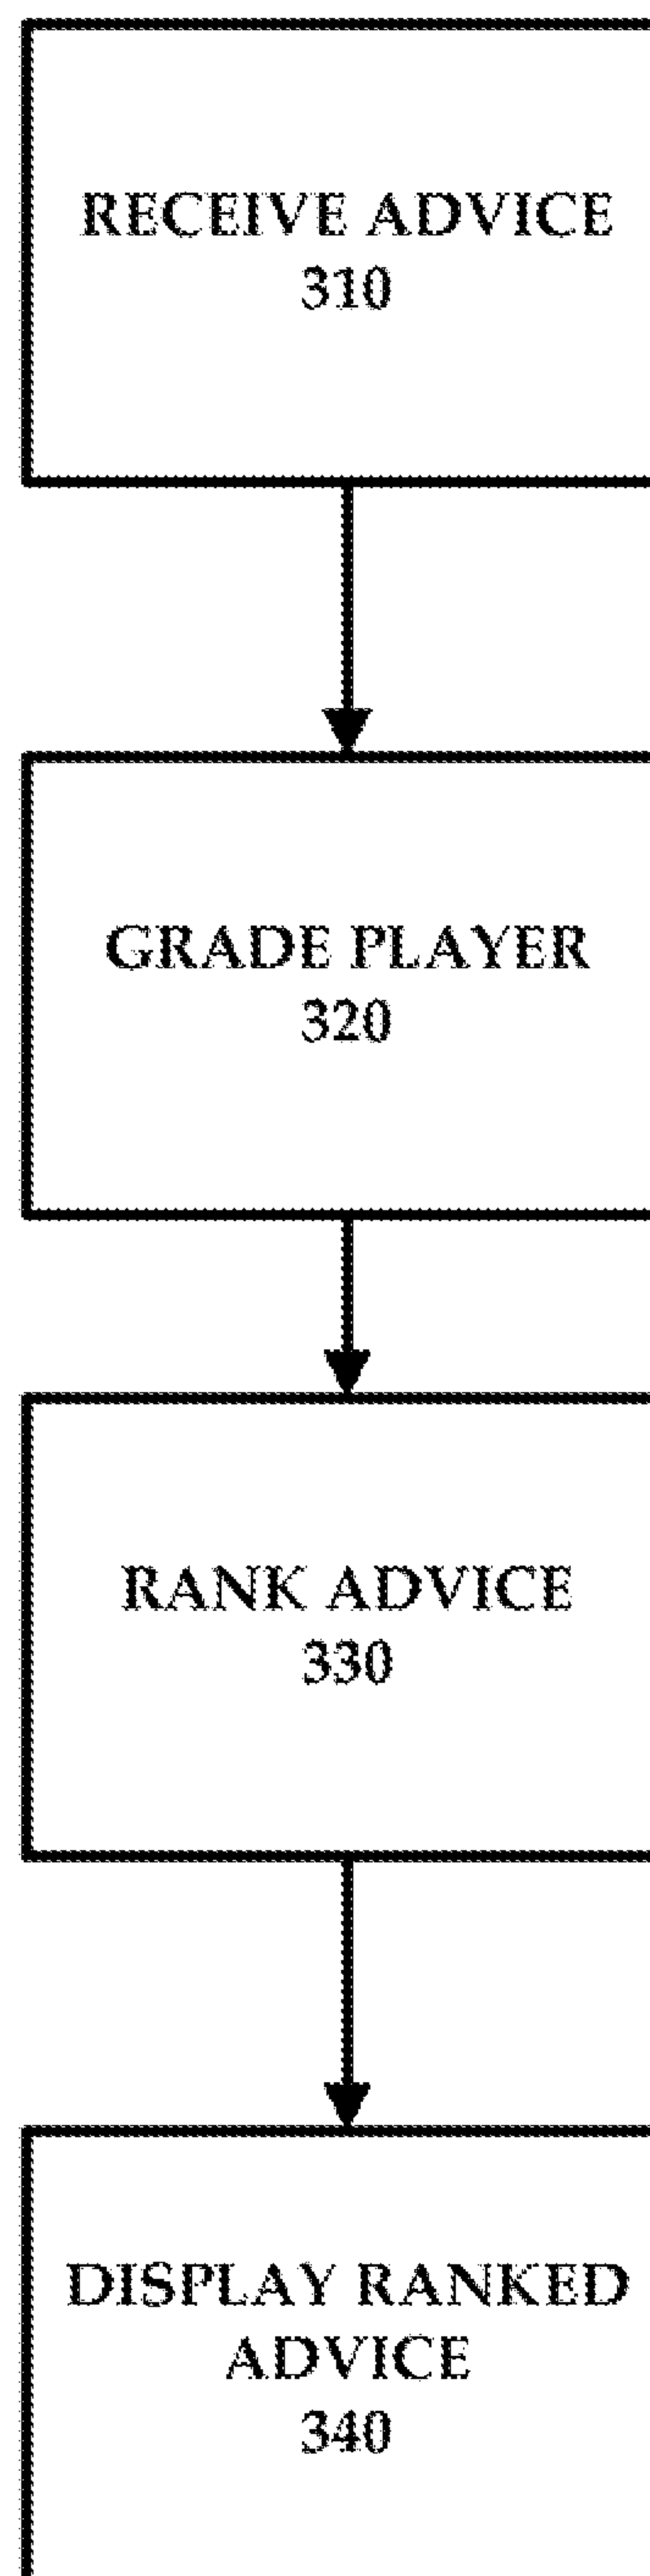 RECEIVE ADVICE
310
GRADE PLAYER
320
RANK ADVICE
330
DISPLAY RANKED
ADVICE
340